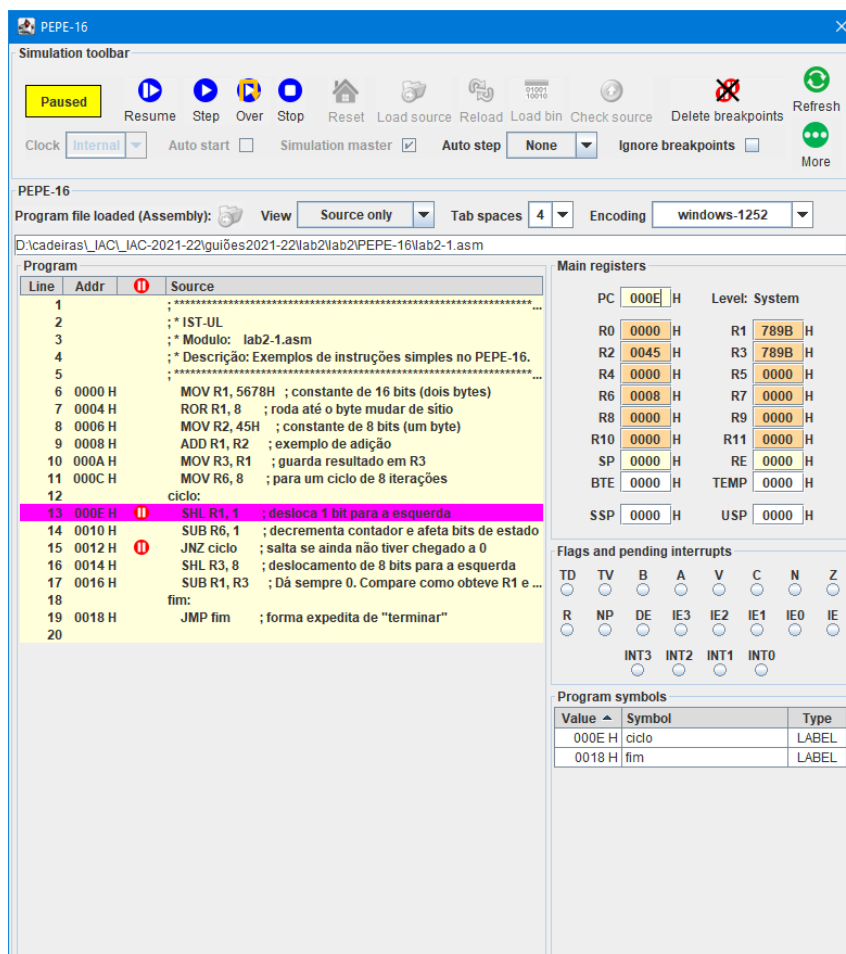 PEPE-16
Simulation toolbar
Paused
Resume Step Over Stop Reset Load source Reload Load bin Check source Delete breakpoints Refresh
Clock Internal Auto start Simulation master Auto step None Ignore breakpoints More
PEPE-16
Program file loaded (Assembly): View Source only Tab spaces 4 Encoding windows-1252
D:\cadeiras\_IAC\_IAC-2021-22\guiões2021-22\lab2\lab2\PEPE-16\lab2-1.asm
Program
Line Addr Source
1 ; *********************************************************************...
2 ; * IST-UL
3 ; * Modulo: lab2-1.asm
4 ; * Descrição: Exemplos de instruções simples no PEPE-16.
5 ; *********************************************************************...
6 0000 H MOV R1, 5678H ; constante de 16 bits (dois bytes)
7 0004 H ROR R1, 8 ; roda até o byte mudar de sítio
8 0006 H MOV R2, 45H ; constante de 8 bits (um byte)
9 0008 H ADD R1, R2 ; exemplo de adição
10 000A H MOV R3, R1 ; guarda resultado em R3
11 000C H MOV R6, 8 ; para um ciclo de 8 iterações
12 ciclo:
13 000E H SHL R1, 1 ; desloca 1 bit para a esquerda
14 0010 H SUB R6, 1 ; decrementa contador e afeta bits de estado
15 0012 H JNZ ciclo ; salta se ainda não tiver chegado a 0
16 0014 H SHL R3, 8 ; deslocamento de 8 bits para a esquerda
17 0016 H SUB R1, R3 ; Dá sempre 0. Compare como obteve R1 e ...
18 fim:
19 0018 H JMP fim ; forma expedita de "terminar"
20
Main registers
PC 000E H Level: System
R0 0000 H R1 789B H
R2 0045 H R3 789B H
R4 0000 H R5 0000 H
R6 0008 H R7 0000 H
R8 0000 H R9 0000 H
R10 0000 H R11 0000 H
SP 0000 H RE 0000 H
BTE 0000 H TEMP 0000 H
SSP 0000 H USP 0000 H
Flags and pending interrupts
TD TV B A V C N Z
R NP DE IE3 IE2 IE1 IE0 IE
INT3 INT2 INT1 INT0
Program symbols
Value Symbol Type
000E H ciclo LABEL
0018 H fim LABEL